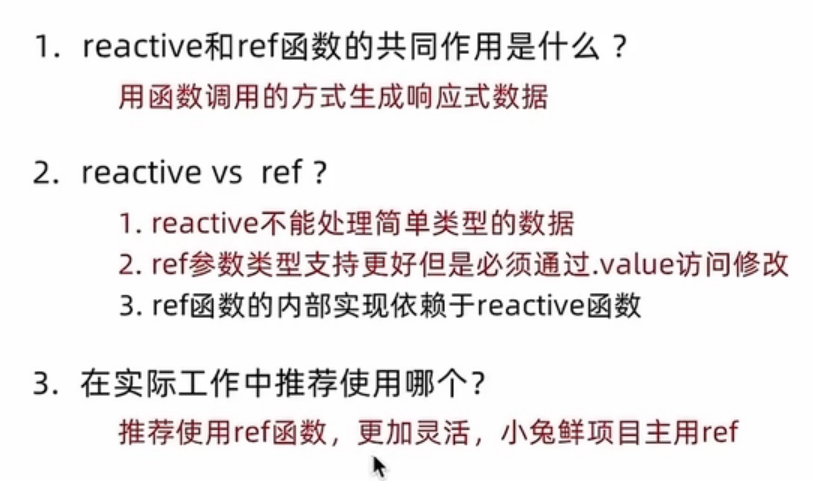 1. reactive和ref函数的共同作用是什么？
用函数调用的方式生成响应式数据
2. reactive vs ref？
1. reactive不能处理简单类型的数据
2. ref参数类型支持更好但是必须通过.value访问修改
3. ref函数的内部实现依赖于reactive函数
3. 在实际工作中推荐使用哪个？
推荐使用ref函数，更加灵活，小兔鲜项目主用ref